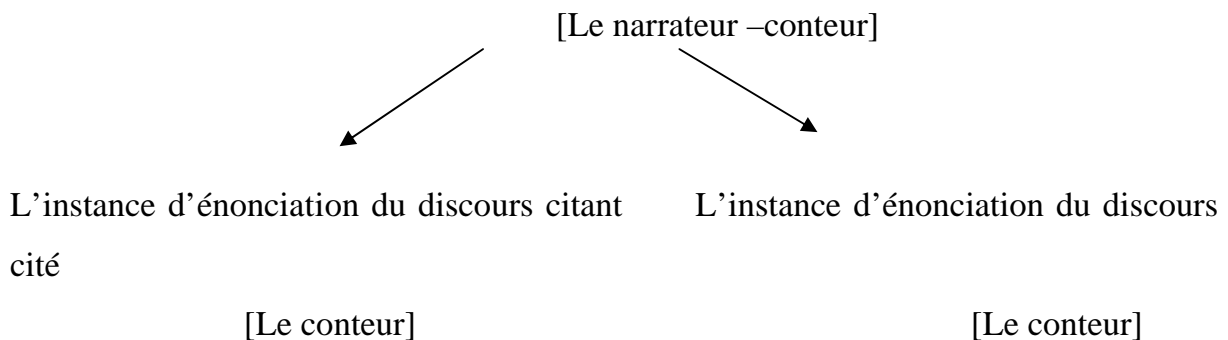 [Le narrateur –conteur]
L’instance d’énonciation du discours citant L’instance d’énonciation du discours
cité
[Le conteur] [Le conteur]